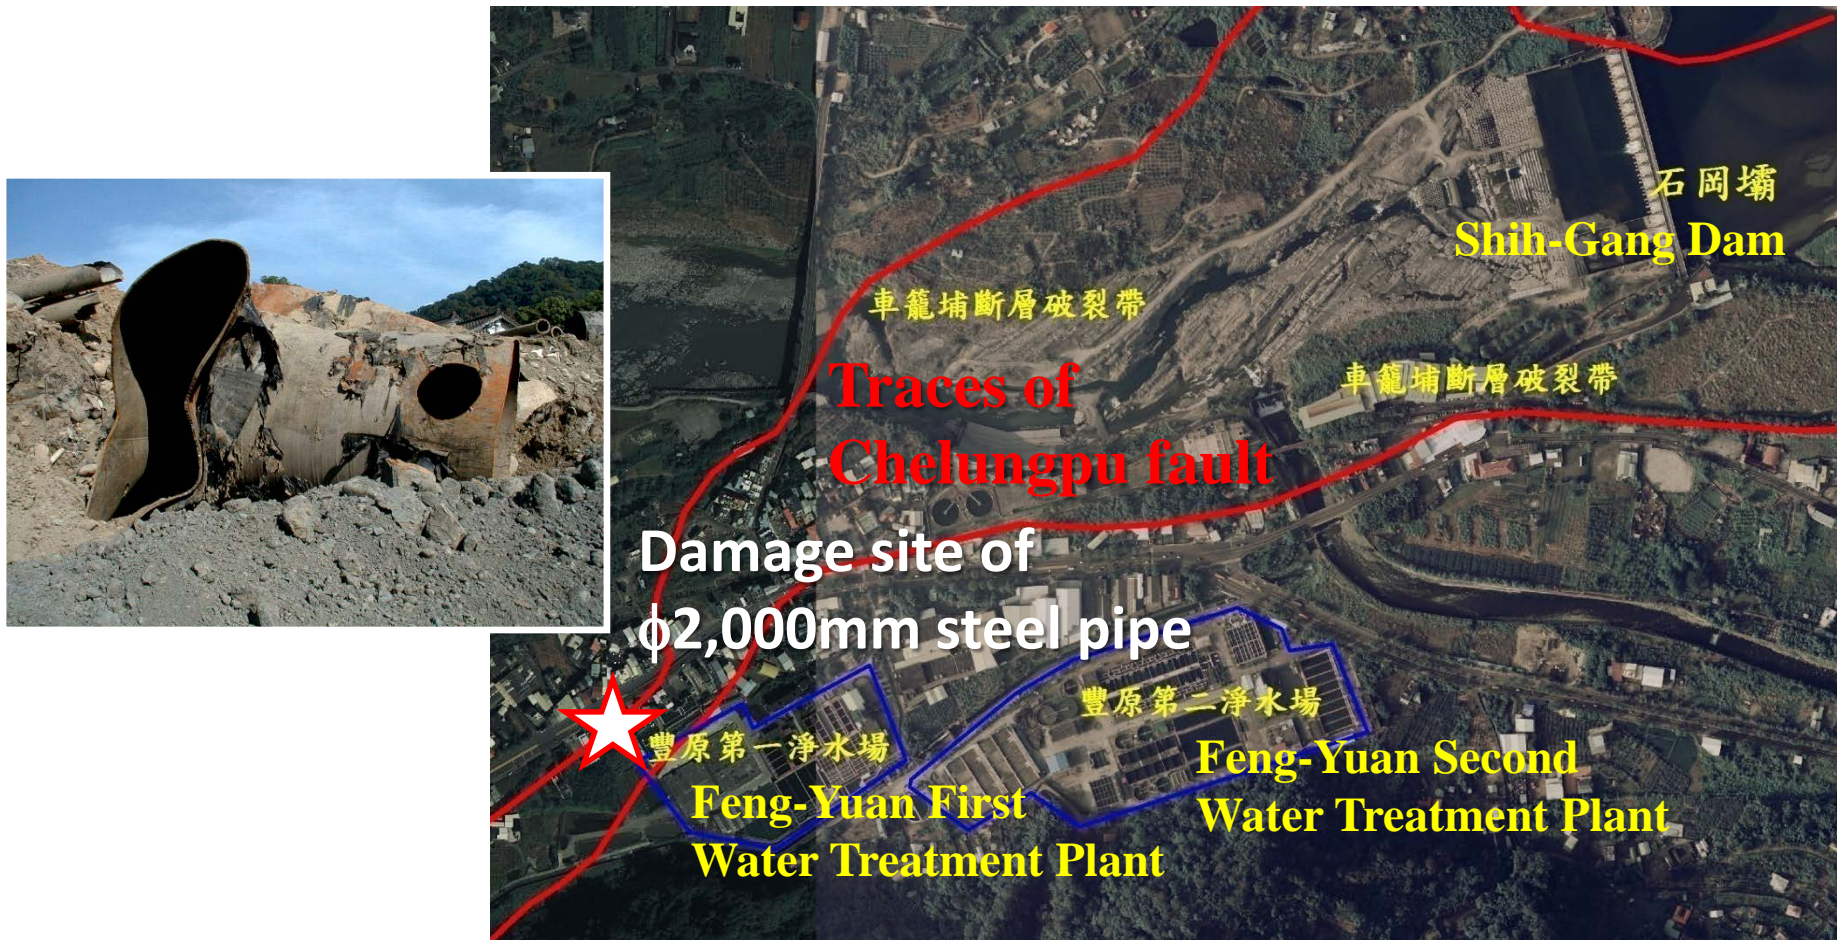 石岡壩
Shih-Gang Dam
車籠埔斷層破裂帶
車籠埔斷層破裂帶
Traces of
Chelungpu fault
Damage site of
ϕ2,000mm steel pipe
豐原第二淨水場
豐原第一淨水場
Feng-Yuan Second
Water Treatment Plant
Feng-Yuan First
Water Treatment Plant